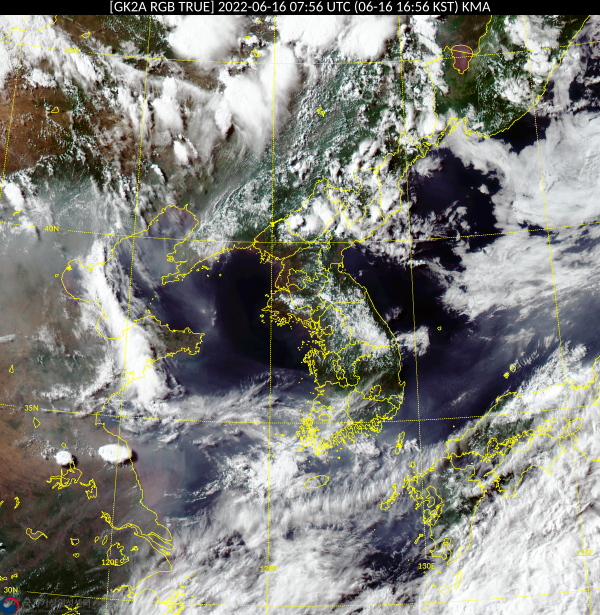 [GK2A RGB TRUE] 2022-06-16 07:56 UTC (06-16 16:56 KST) KMA
40N
35N
120E
130E
30N